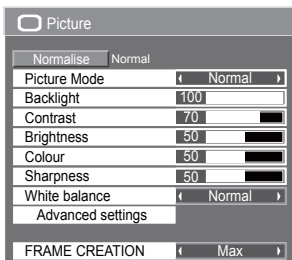 Picture
Normalise Normal
Picture Mode Normal
Backlight 100
Contrast 70
Brightness 50
Colour 50
Sharpness 50
White balance Normal
Advanced settings
FRAME CREATION Max